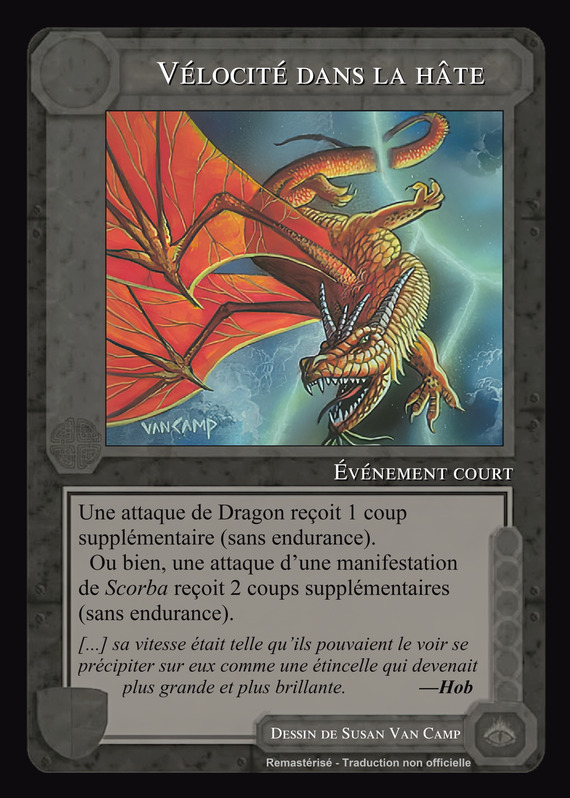 Vélocité dans la hâte
VANCAMP
Événement court
Une attaque de Dragon reçoit 1 coup
supplémentaire (sans endurance).
Ou bien, une attaque d'une manifestation
de Scorba reçoit 2 coups supplémentaires
(sans endurance).
[...] sa vitesse était telle qu'ils pouvaient le voir se
précipiter sur eux comme une étincelle qui devenait
plus grande et plus brillante. —Hob
Dessin de Susan Van Camp
Remastérisé - Traduction non officielle